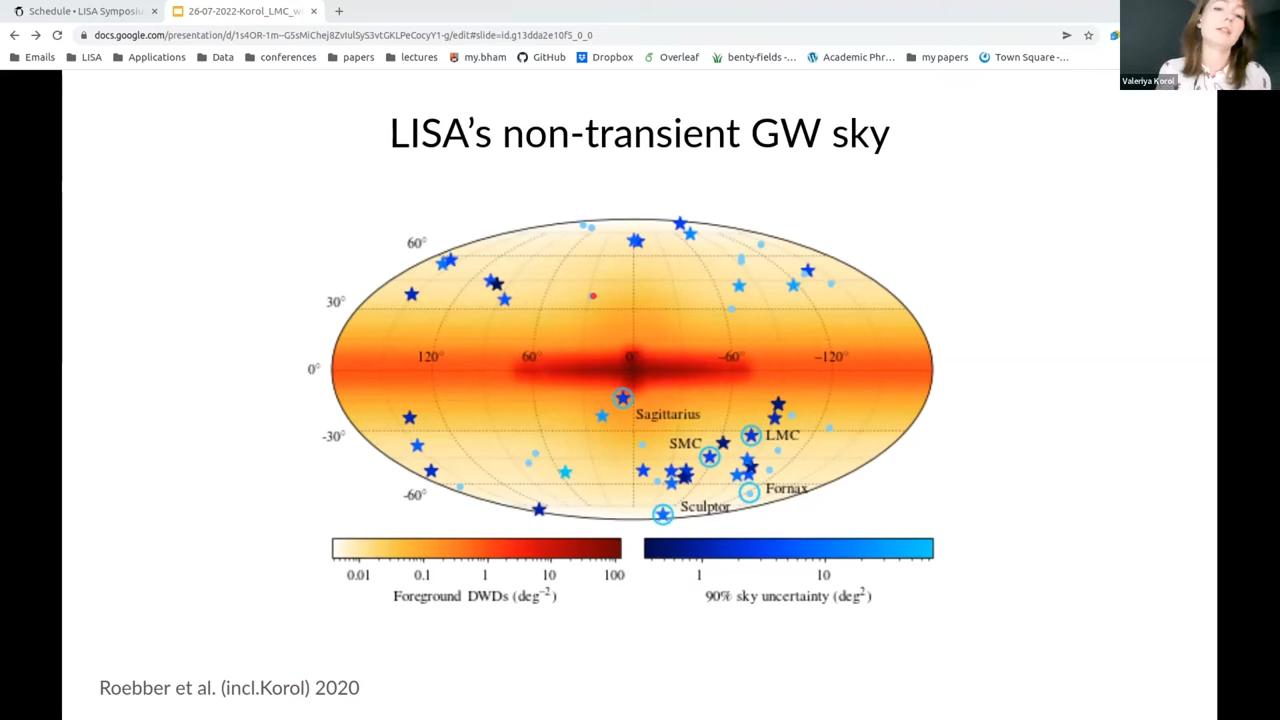 Schedule • LISA Symposiu
26-07-2022-Korol_LMC_w
docs.google.com/presentation/d/1s4OR-1m--G5sMiChej8ZvIulSyS3vtGKLPeCocyY1-g/edit#slide=id.g13dda2e10f5_0_0
Emails LISA Applications Data conferences papers lectures my.bham GitHub Dropbox Overleaf benty-fields -... Academic Phr... my papers Town Square -...
Valeriya Korol
LISA's non-transient GW sky
60°
30°
120° 60° 0° -60° -120°
0°
Sagittarius
-30°
SMC LMC
-60°
Fornax
Sculptor
0.01 0.1 1 10 100
1 10
Foreground DWDs (deg⁻²)
90% sky uncertainty (deg²)
Roebber et al. (incl.Korol) 2020